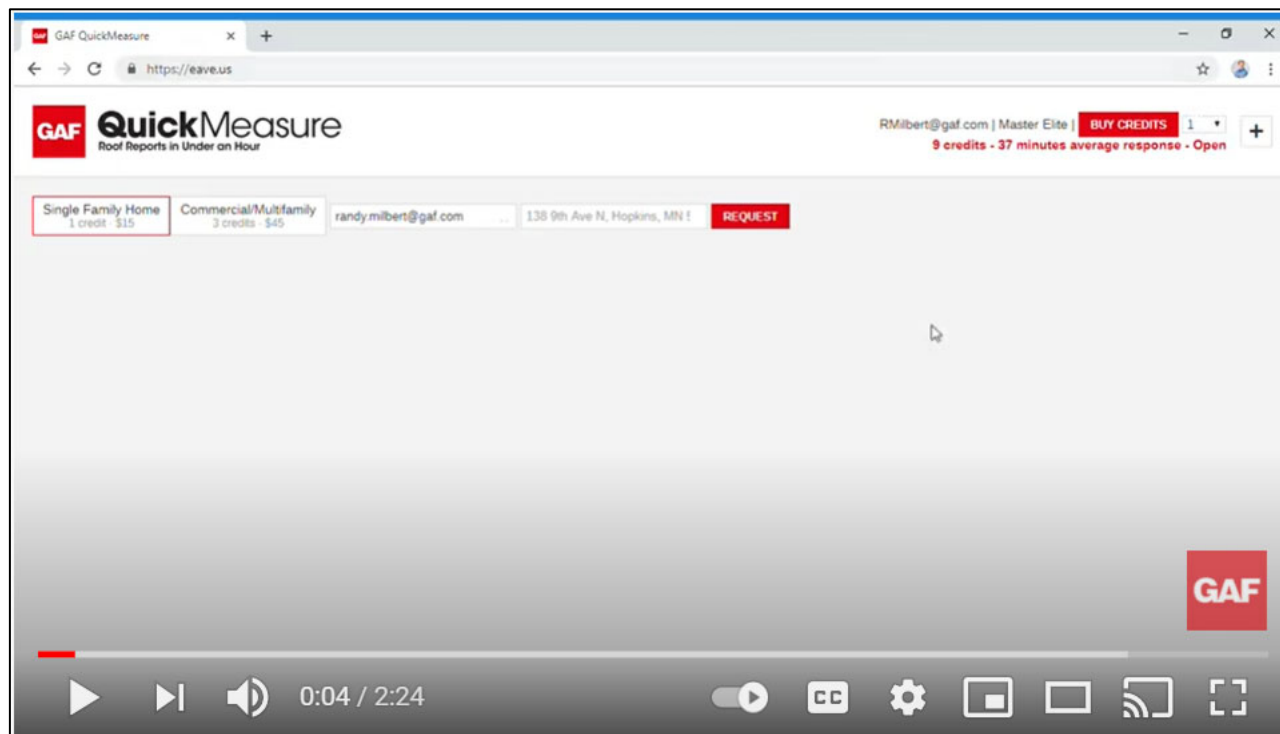 GAF QuickMeasure
https://eave.us
GAF QuickMeasure
Roof Reports in Under an Hour
RMilbert@gaf.com | Master Elite | BUY CREDITS 1
9 credits - 37 minutes average response - Open
Single Family Home
1 credit - $15
Commercial/Multifamily
3 credits - $45
randy.milbert@gaf.com
138 9th Ave N, Hopkins, MN
REQUEST
GAF
0:04 / 2:24
CC